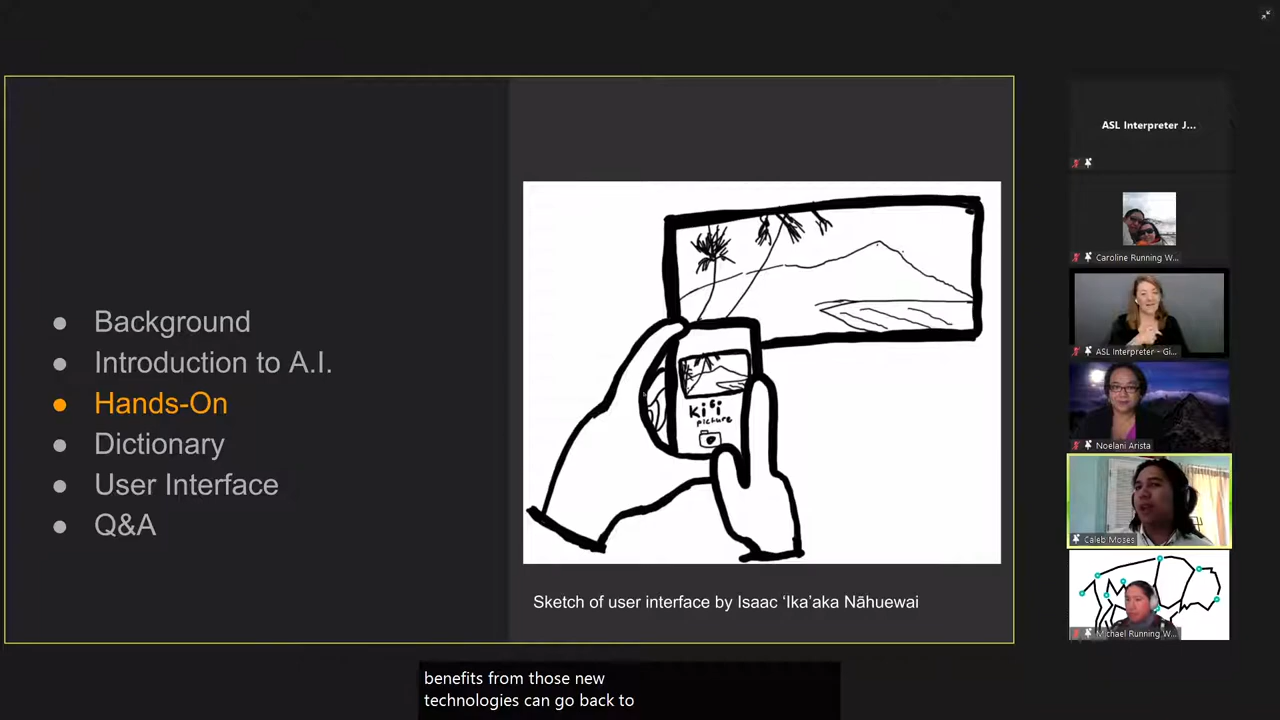 Background
Introduction to A.I.
Hands-On
Dictionary
User Interface
Q&A
kiʻi
picture
Sketch of user interface by Isaac ʻIkaʻaka Nāhuewai
benefits from those new
technologies can go back to
ASL Interpreter J...
Caroline Running W...
ASL Interpreter - Gi...
Noelani Arista
Caleb Moses
Michael Running W...